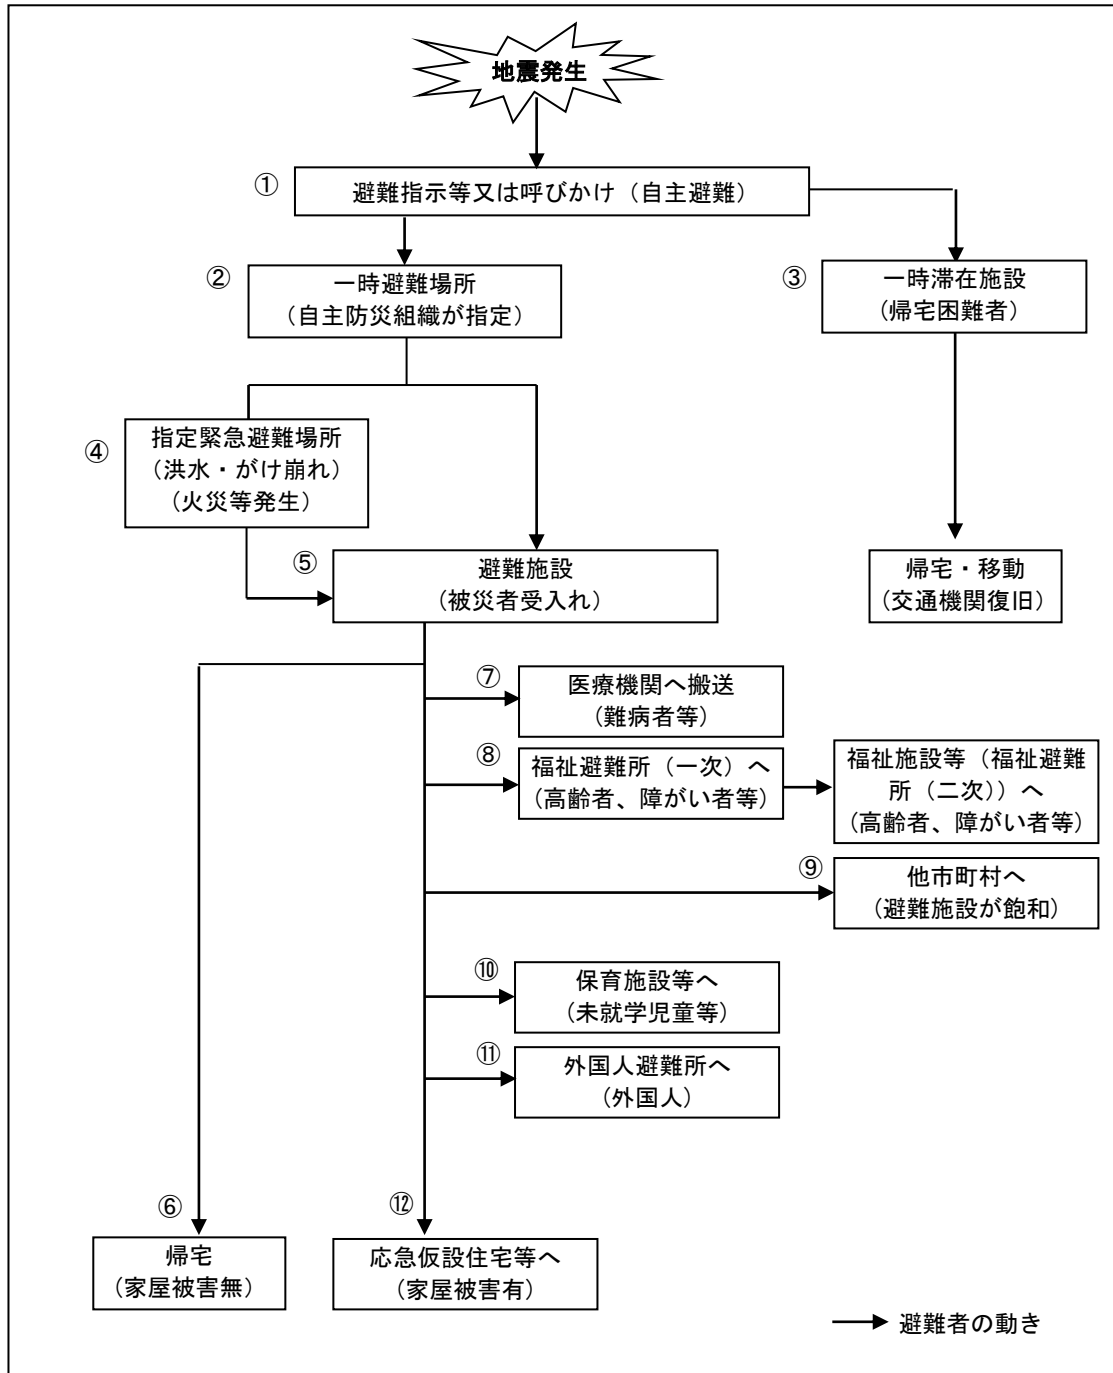 地震発生
①
避難指示等又は呼びかけ（自主避難）
②
一時避難場所
（自主防災組織が指定）
③
一時滞在施設
（帰宅困難者）
④
指定緊急避難場所
（洪水・がけ崩れ）
（火災等発生）
⑤
避難施設
（被災者受入れ）
帰宅・移動
（交通機関復旧）
⑦
医療機関へ搬送
（難病者等）
⑧
福祉避難所（一次）へ
（高齢者、障がい者等）
福祉施設等（福祉避難
所（二次））へ
（高齢者、障がい者等）
⑨
他市町村へ
（避難施設が飽和）
⑩
保育施設等へ
（未就学児童等）
⑪
外国人避難所へ
（外国人）
⑥
帰宅
（家屋被害無）
⑫
応急仮設住宅等へ
（家屋被害有）
避難者の動き